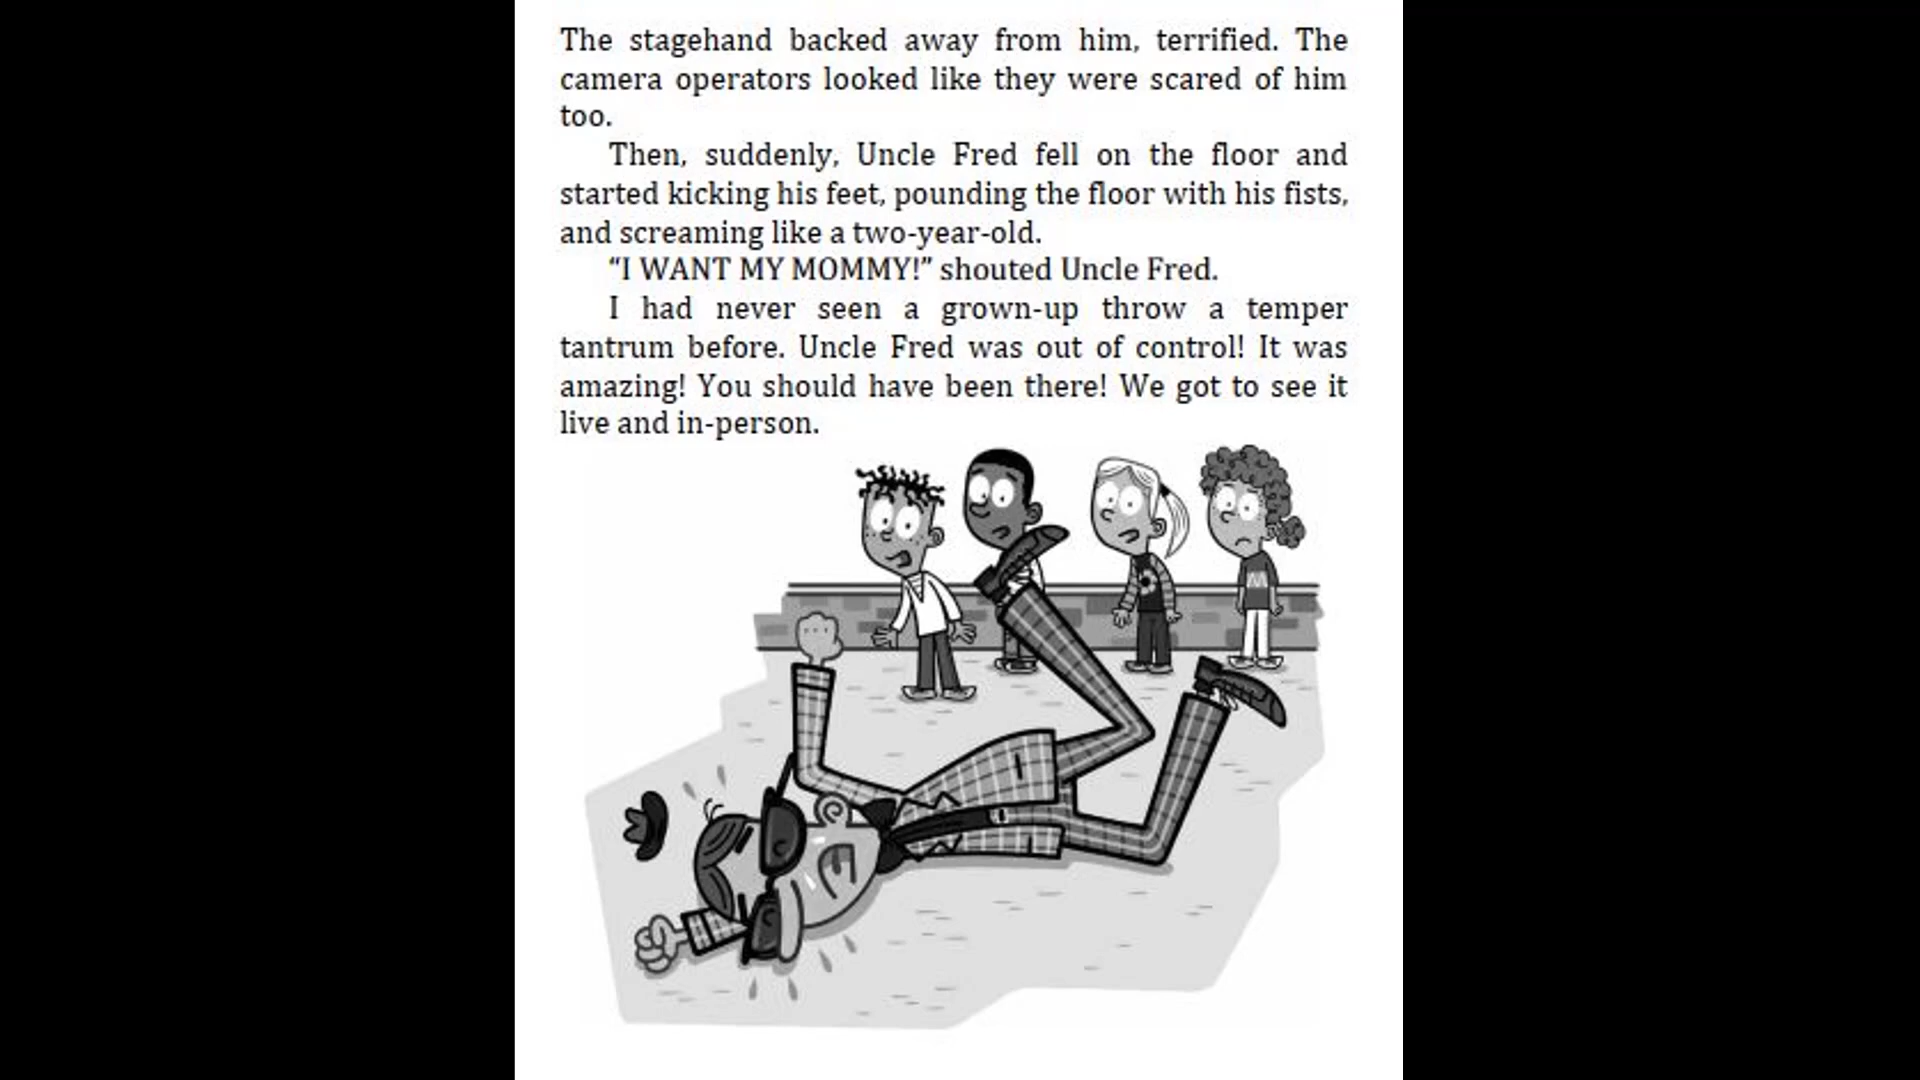 The stagehand backed away from him, terrified. The
camera operators looked like they were scared of him
too.
Then, suddenly, Uncle Fred fell on the floor and
started kicking his feet, pounding the floor with his fists,
and screaming like a two-year-old.
“I WANT MY MOMMY!” shouted Uncle Fred.
I had never seen a grown-up throw a temper
tantrum before. Uncle Fred was out of control! It was
amazing! You should have been there! We got to see it
live and in-person.